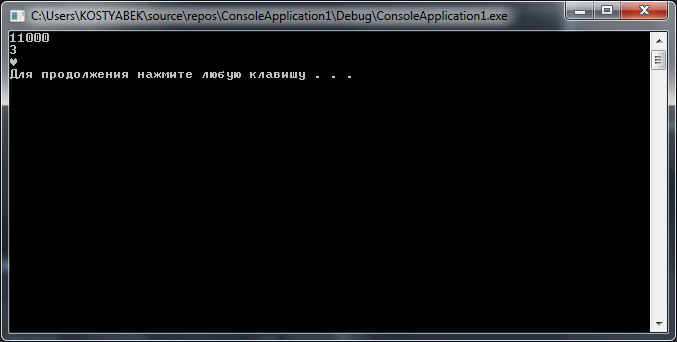 C:\Users\KOSTYABEK\source\repos\ConsoleApplication1\Debug\ConsoleApplication1.exe
11000
3
♥
Для продолжения нажмите любую клавишу . . .